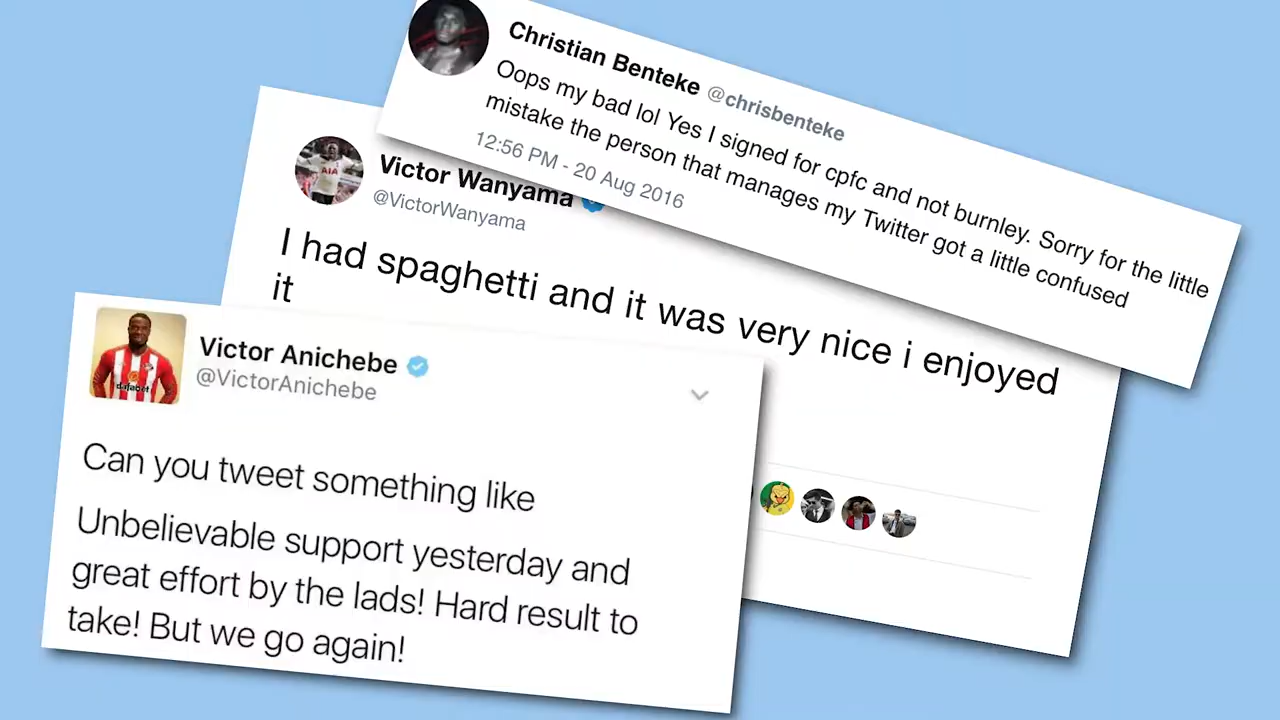 Christian Benteke @chrisbenteke
Oops my bad lol Yes I signed for cpfc and not burnley. Sorry for the little
mistake the person that manages my Twitter got a little confused
12:56 PM - 20 Aug 2016
Victor Wanyama
@VictorWanyama
AIA
I had spaghetti and it was very nice i enjoyed
it
Victor Anichebe
@VictorAnichebe
dafabet
Can you tweet something like
Unbelievable support yesterday and
great effort by the lads! Hard result to
take! But we go again!